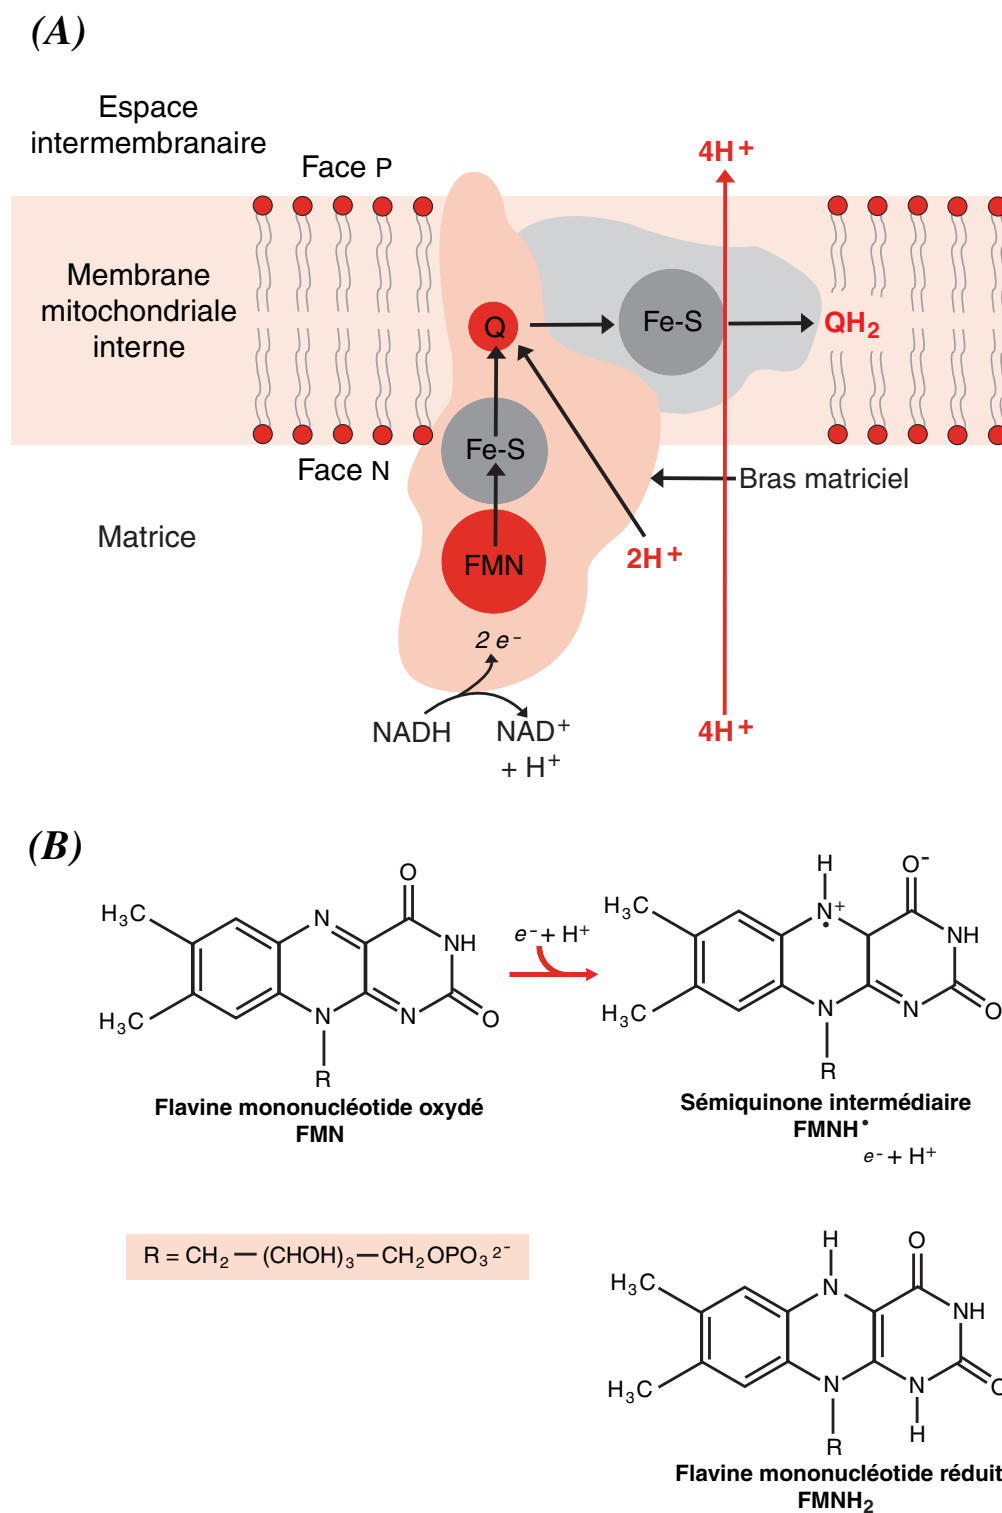 (A)
Espace
intermembranaire
Face P
4H+
Membrane
mitochondriale
interne
Q
Fe-S
QH2
Fe-S
Face N
Bras matriciel
Matrice
FMN
2H+
2 e-
NADH
NAD+
+ H+
4H+
(B)
O
H3C
N
NH
H3C
N
N
O
R
e- + H+
H
O-
H3C
N+
•
NH
H3C
N
N
O
R
Flavine mononucléotide oxydé
FMN
Sémiquinone intermédiaire
FMNH•
e- + H+
R = CH2—(CHOH)3—CH2OPO3 2-
H
O
H3C
N
NH
H3C
N
N
O
R
H
Flavine mononucléotide réduit
FMNH2